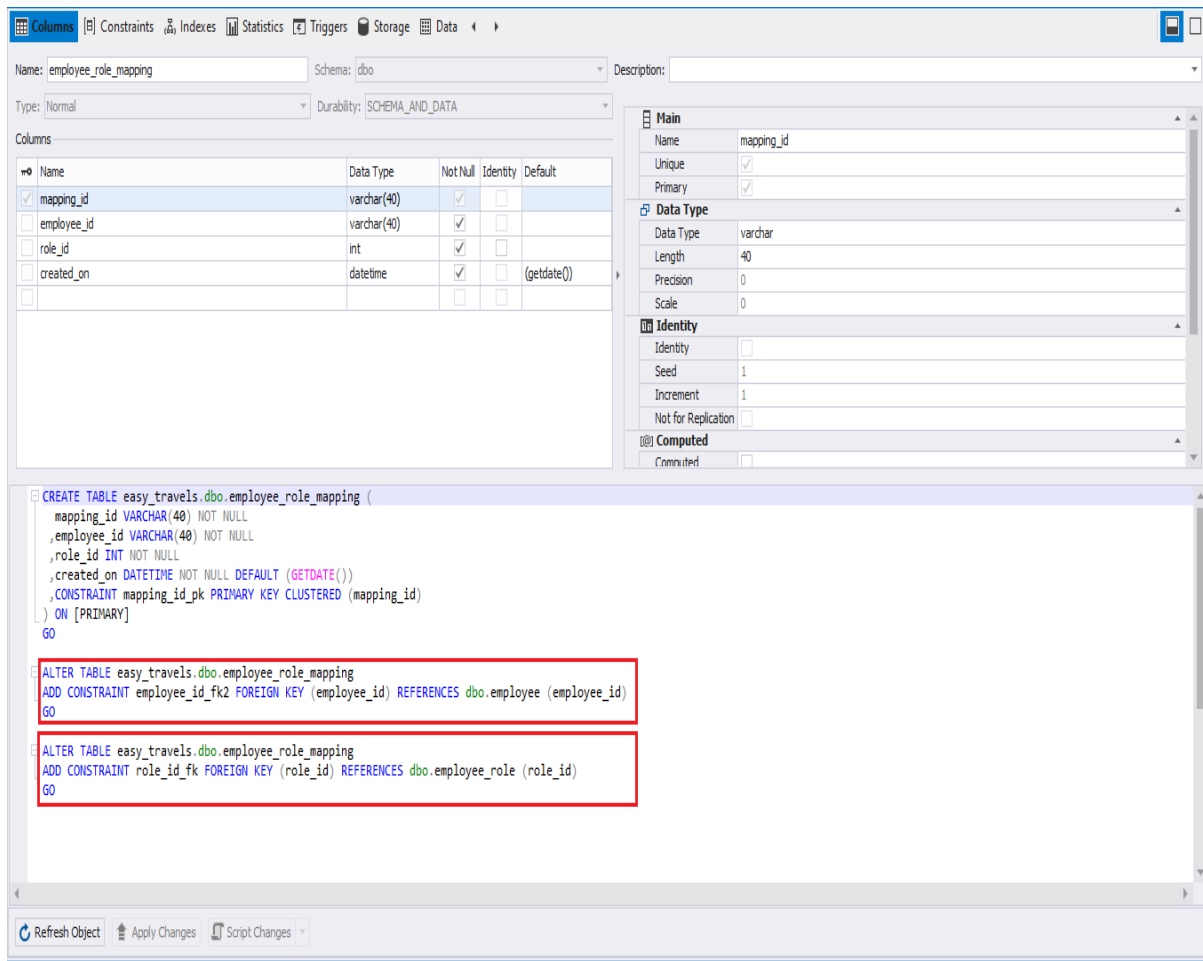 Columns Constraints Indexes Statistics Triggers Storage Data
Name: employee_role_mapping Schema: dbo Description:
Type: Normal Durability: SCHEMA_AND_DATA
Columns
Name Data Type Not Null Identity Default
mapping_id varchar(40)
employee_id varchar(40)
role_id int
created_on datetime (getdate())
Main
Name mapping_id
Unique
Primary
Data Type
Data Type varchar
Length 40
Precision 0
Scale 0
Identity
Identity
Seed 1
Increment 1
Not for Replication
Computed
Computed
CREATE TABLE easy_travels.dbo.employee_role_mapping (
mapping_id VARCHAR(40) NOT NULL
,employee_id VARCHAR(40) NOT NULL
,role_id INT NOT NULL
,created_on DATETIME NOT NULL DEFAULT (GETDATE())
,CONSTRAINT mapping_id_pk PRIMARY KEY CLUSTERED (mapping_id)
) ON [PRIMARY]
GO
ALTER TABLE easy_travels.dbo.employee_role_mapping
ADD CONSTRAINT employee_id_fk2 FOREIGN KEY (employee_id) REFERENCES dbo.employee (employee_id)
GO
ALTER TABLE easy_travels.dbo.employee_role_mapping
ADD CONSTRAINT role_id_fk FOREIGN KEY (role_id) REFERENCES dbo.employee_role (role_id)
GO
Refresh Object Apply Changes Script Changes